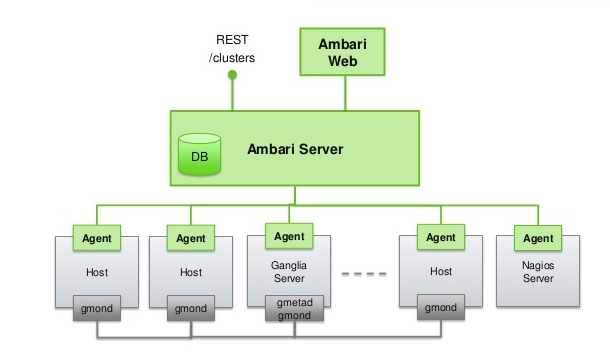 REST
/clusters
Ambari
Web
DB
Ambari Server
Agent
Agent
Agent
Agent
Agent
Host
Host
Ganglia
Server
Host
Nagios
Server
gmond
gmond
gmetad
gmond
gmond